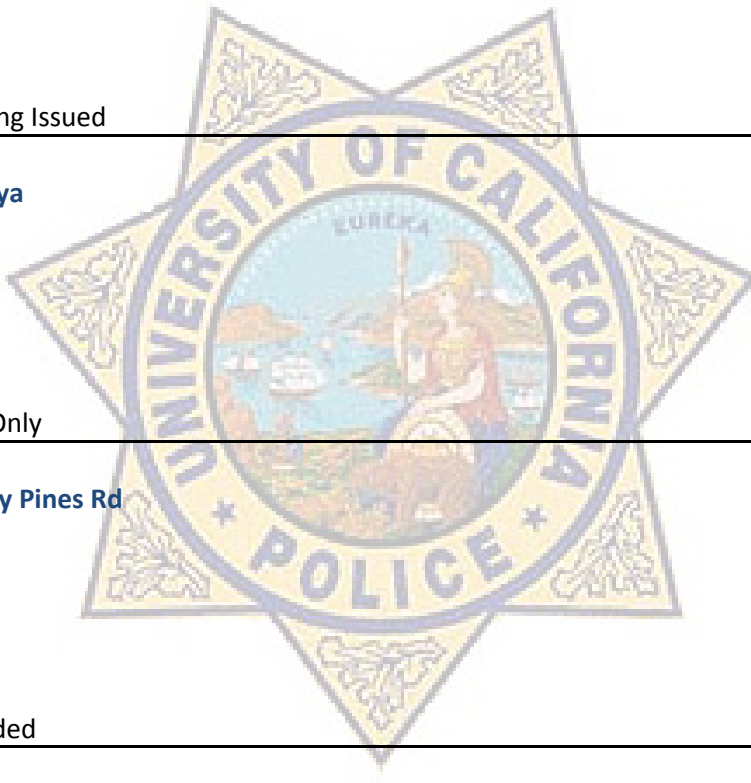 ng Issued
ya
UNIVERSITY OF CALIFORNIA
EUREKA
Only
y Pines Rd
* POLICE *
ded